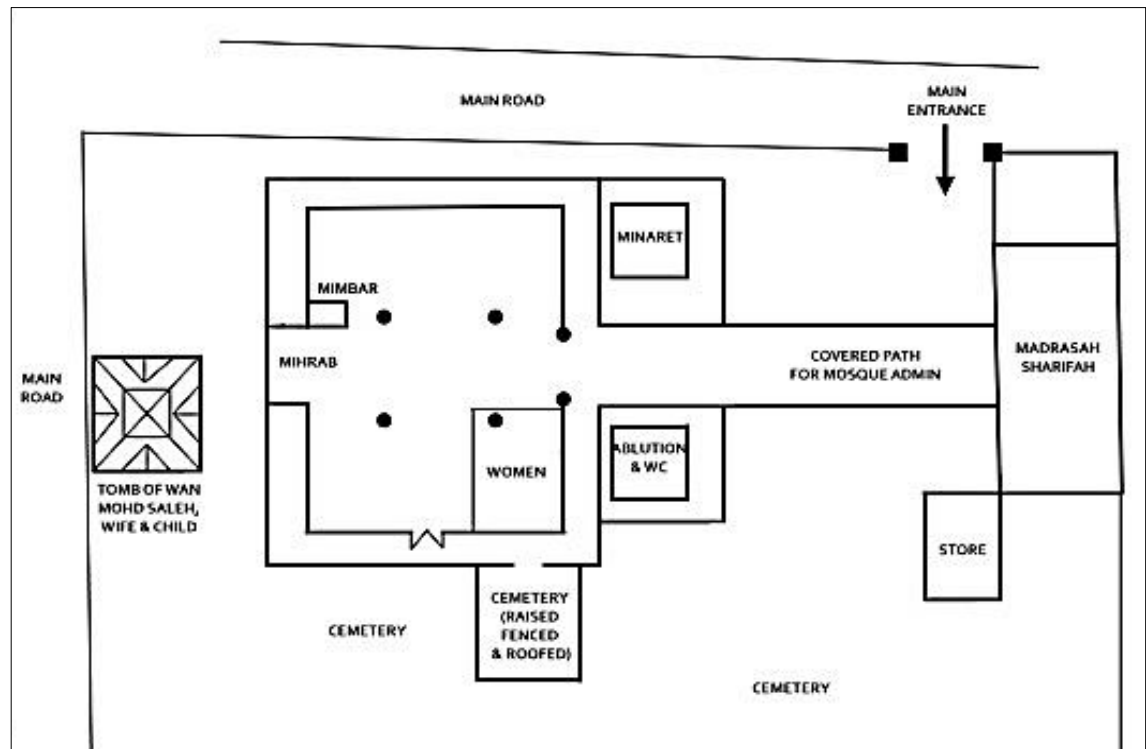 MAIN ROAD
MAIN
ENTRANCE
MINARET
MIMBAR
MIHRAB
COVERED PATH
FOR MOSQUE ADMIN
MADRASAH
SHARIFAH
MAIN
ROAD
WOMEN
ABLUTION
& WC
TOMB OF WAN
MOHD SALEH,
WIFE & CHILD
STORE
CEMETERY
CEMETERY
(RAISED
FENCED
& ROOFED)
CEMETERY